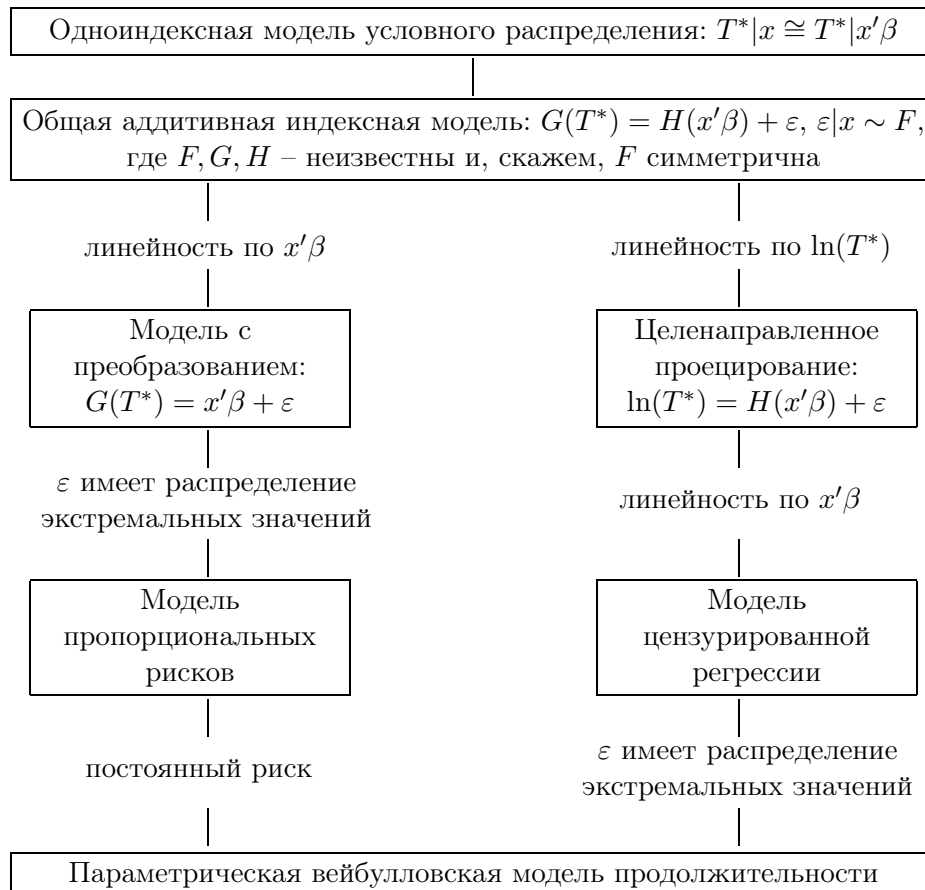 Одноиндексная модель условного распределения: T*|x ≅ T*|x′β
Общая аддитивная индексная модель: G(T*) = H(x′β) + ε, ε|x ∼ F,
где F, G, H – неизвестны и, скажем, F симметрична
линейность по x′β
линейность по ln(T*)
Модель с
преобразованием:
G(T*) = x′β + ε
Целенаправленное
проецирование:
ln(T*) = H(x′β) + ε
ε имеет распределение
экстремальных значений
линейность по x′β
Модель
пропорциональных
рисков
Модель
цензурированной
регрессии
постоянный риск
ε имеет распределение
экстремальных значений
Параметрическая вейбулловская модель продолжительности